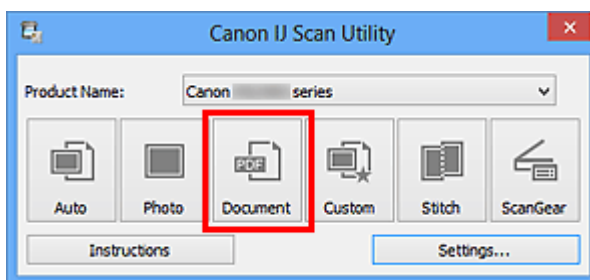 Canon IJ Scan Utility
Product Name: Canon series
PDF
Auto Photo Document Custom Stitch ScanGear
Instructions Settings...